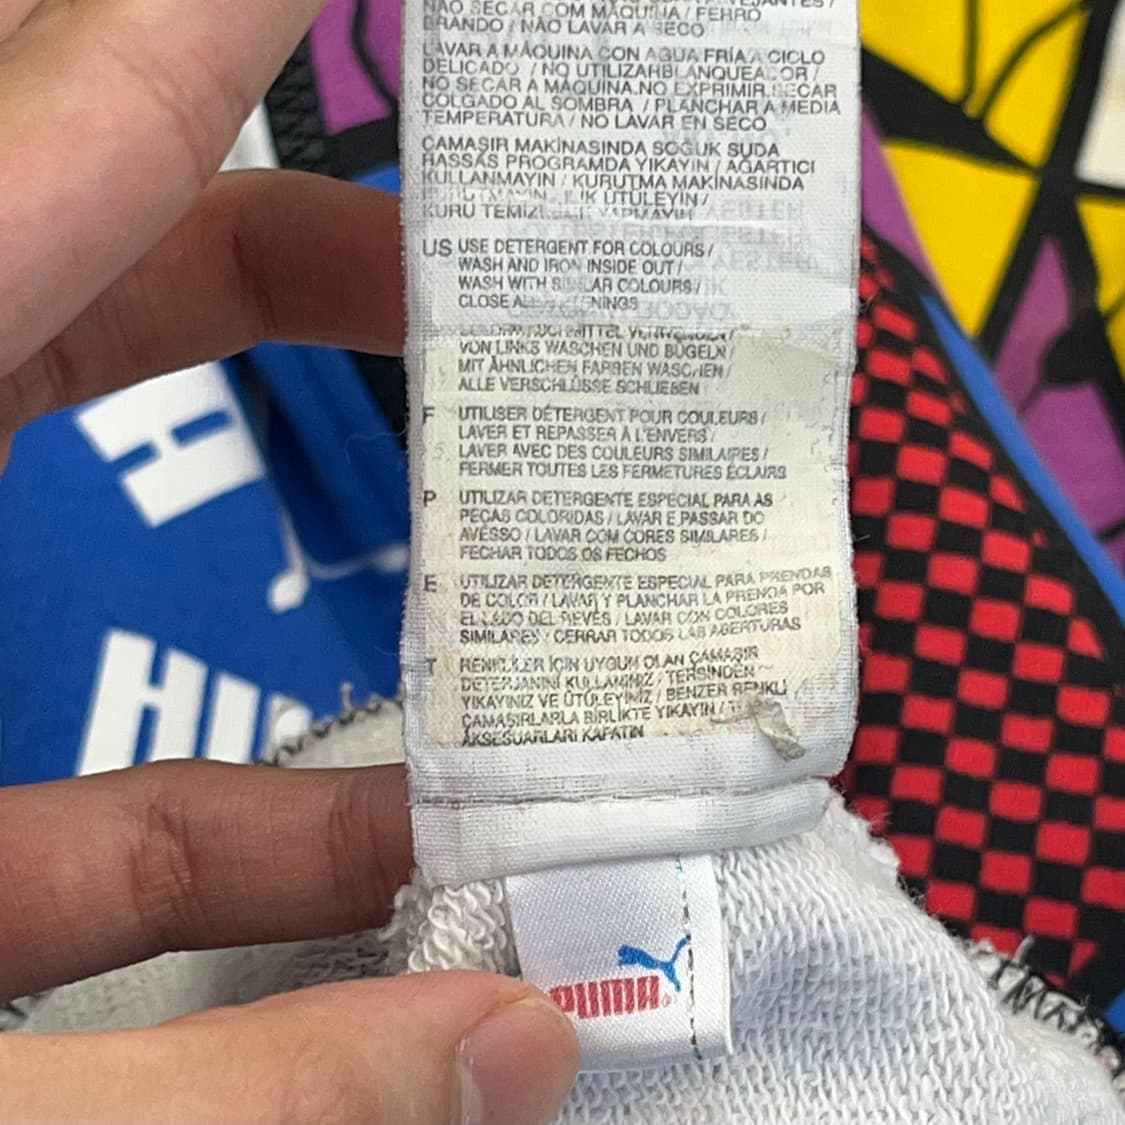 NÃO SECAR COM MÁQUINA / FERRO
BRANDO / NÃO LAVAR A SECO
LAVAR A MÁQUINA CON AGUA FRÍA A CICLO
DELICADO / NO UTILIZAR BLANQUEADOR /
NO SECAR A MÁQUINA.NO EXPRIMIR.SECAR
COLGADO AL SOMBRA / PLANCHAR A MEDIA
TEMPERATURA / NO LAVAR EN SECO
ÇAMAŞIR MAKİNASINDA SOĞUK SUDA
HASSAS PROGRAMDA YIKAYIN / AĞARTICI
KULLANMAYIN / KURUTMA MAKİNASINDA
KURUTMAYIN ILIK ÜTÜLEYİN /
KURU TEMİZLEME YAPMAYIN
US USE DETERGENT FOR COLOURS /
WASH AND IRON INSIDE OUT /
WASH WITH SIMILAR COLOURS /
CLOSE ALL
VON LINKS WASCHEN UND BÜGELN /
MIT ÄHNLICHEN FARBEN WASCHEN /
ALLE VERSCHLÜSSE SCHLIEßEN
F UTILISER DÉTERGENT POUR COULEURS /
LAVER ET REPASSER À L'ENVERS /
LAVER AVEC DES COULEURS SIMILAIRES /
FERMER TOUTES LES FERMETURES ÉCLAIRS
P UTILIZAR DETERGENTE ESPECIAL PARA AS
PEÇAS COLORIDAS / LAVAR E PASSAR DO
AVESSO / LAVAR COM CORES SIMILARES /
FECHAR TODOS OS FECHOS
E UTILIZAR DETERGENTE ESPECIAL PARA PRENDAS
DE COLOR / LAVAR Y PLANCHAR LA PRENDA POR
EL LADO DEL REVÉS / LAVAR CON COLORES
SIMILARES / CERRAR TODOS LAS ABERTURAS
T RENKLİLER İÇİN UYGUN OLAN ÇAMAŞIR
DETERJANINI KULLANINIZ / TERSİNDEN
YIKAYINIZ VE ÜTÜLEYİNİZ / BENZER RENKLİ
ÇAMAŞIRLARLA BİRLİKTE YIKAYIN /
AKSESUARLARI KAPATIN
PUMA